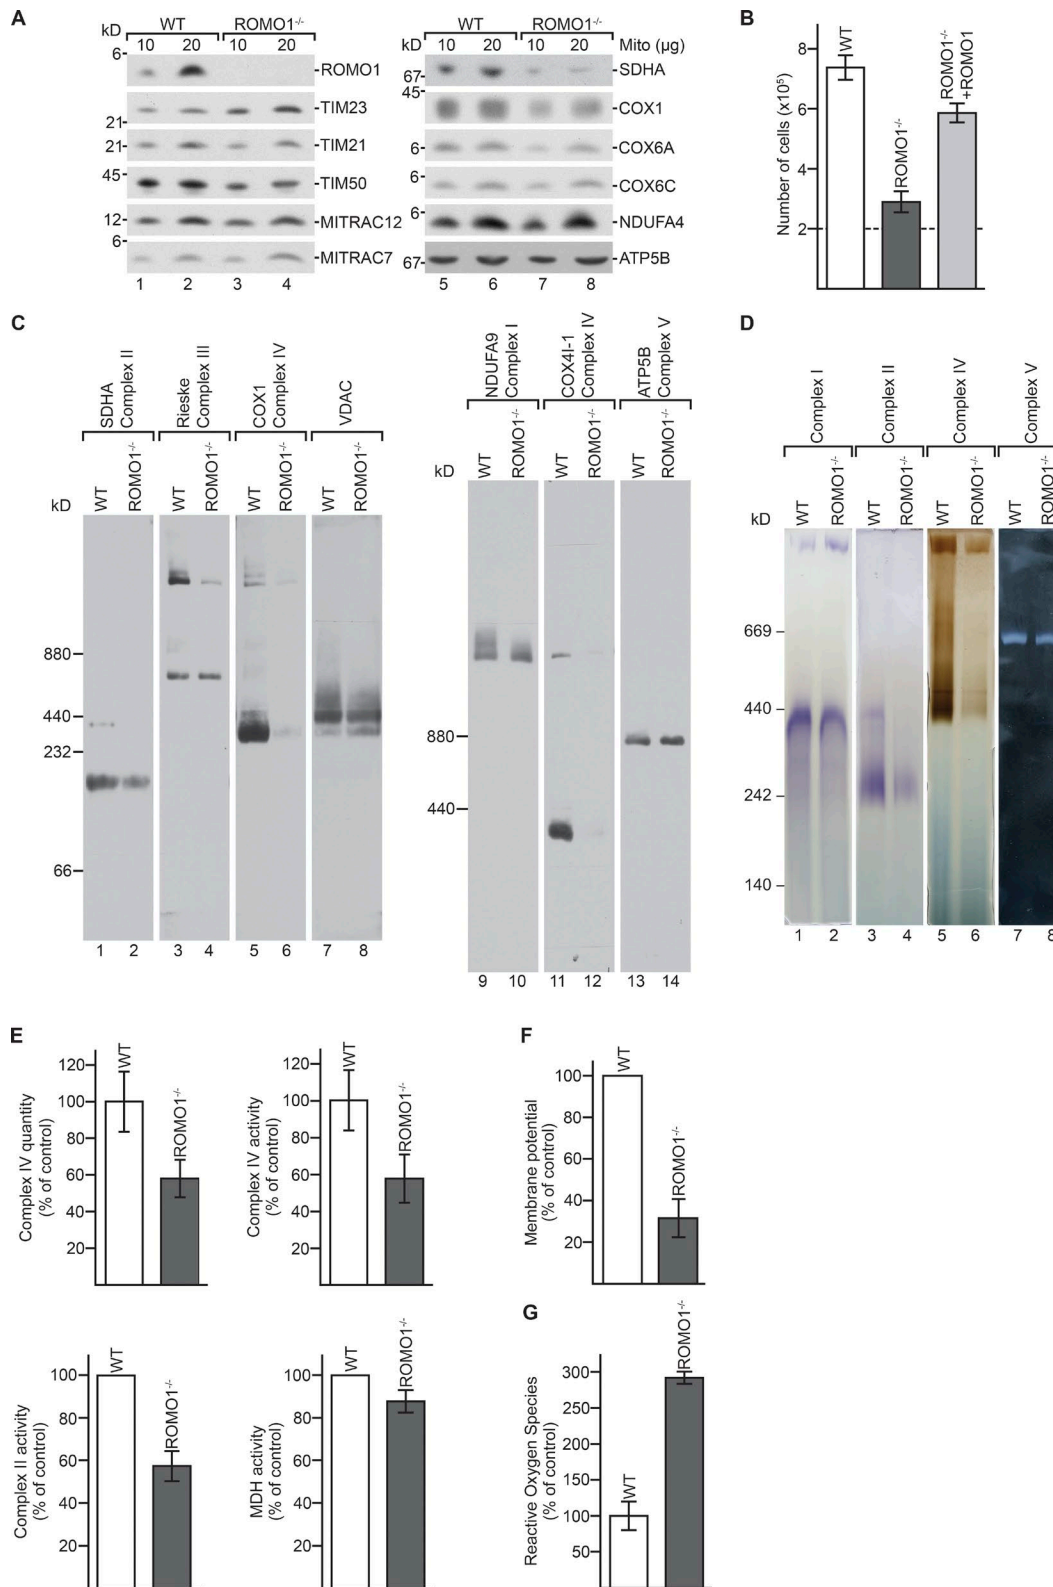 A
kD
WT
ROMO1-/-
10 20 10 20
6
ROMO1
TIM23
21
21
TIM21
45
TIM50
12
MITRAC12
6
MITRAC7
1 2 3 4
WT
ROMO1-/-
kD
10 20 10 20
Mito (µg)
67
SDHA
45
COX1
6
COX6A
6
COX6C
6
NDUFA4
67
ATP5B
5 6 7 8
B
Number of cells (x10⁵)
8
6
4
2
WT
ROMO1-/-
ROMO1-/-
+ROMO1
C
SDHA
Complex II
Rieske
Complex III
COX1
Complex IV
VDAC
kD
WT
ROMO1-/-
WT
ROMO1-/-
WT
ROMO1-/-
WT
ROMO1-/-
880
440
232
66
1 2 3 4 5 6 7 8
NDUFA9
Complex I
COX4I-1
Complex IV
ATP5B
Complex V
kD
WT
ROMO1-/-
WT
ROMO1-/-
WT
ROMO1-/-
880
440
9 10 11 12 13 14
D
Complex I
Complex II
Complex IV
Complex V
kD
WT
ROMO1-/-
WT
ROMO1-/-
WT
ROMO1-/-
WT
ROMO1-/-
669
440
242
140
1 2 3 4 5 6 7 8
E
Complex IV quantity
(% of control)
120
100
80
60
40
20
WT
ROMO1-/-
Complex IV activity
(% of control)
120
100
80
60
40
20
WT
ROMO1-/-
Complex II activity
(% of control)
100
80
60
40
20
WT
ROMO1-/-
MDH activity
(% of control)
100
80
60
40
20
WT
ROMO1-/-
F
Membrane potential
(% of control)
100
80
60
40
20
WT
ROMO1-/-
G
Reactive Oxygen Species
(% of control)
300
250
200
150
100
50
WT
ROMO1-/-